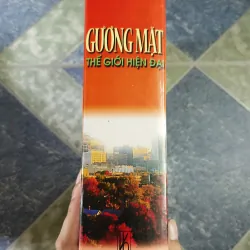 GƯƠNG MẶT
THẾ GIỚI HIỆN ĐẠI